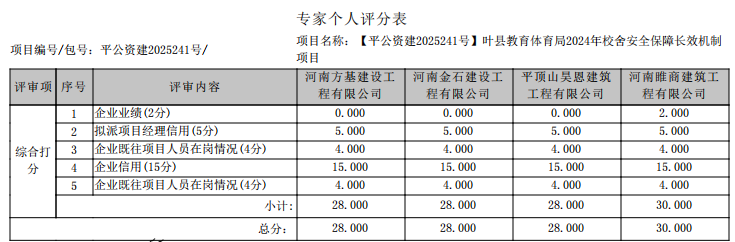 专家个人评分表
项目编号/包号: 平公资建2025241号/
项目名称: 【平公资建2025241号】叶县教育体育局2024年校舍安全保障长效机制
项目
评审项 序号 评审内容 河南方基建设工程有限公司 河南金石建设工程有限公司 平顶山昊恩建筑工程有限公司 河南睢商建筑工程有限公司
综合打分
1 企业业绩(2分) 0.000 0.000 0.000 2.000
2 拟派项目经理信用(5分) 5.000 5.000 5.000 5.000
3 企业既往项目人员在岗情况(4分) 4.000 4.000 4.000 4.000
4 企业信用(15分) 15.000 15.000 15.000 15.000
5 企业既往项目人员在岗情况(4分) 4.000 4.000 4.000 4.000
小计: 28.000 28.000 28.000 30.000
总分: 28.000 28.000 28.000 30.000